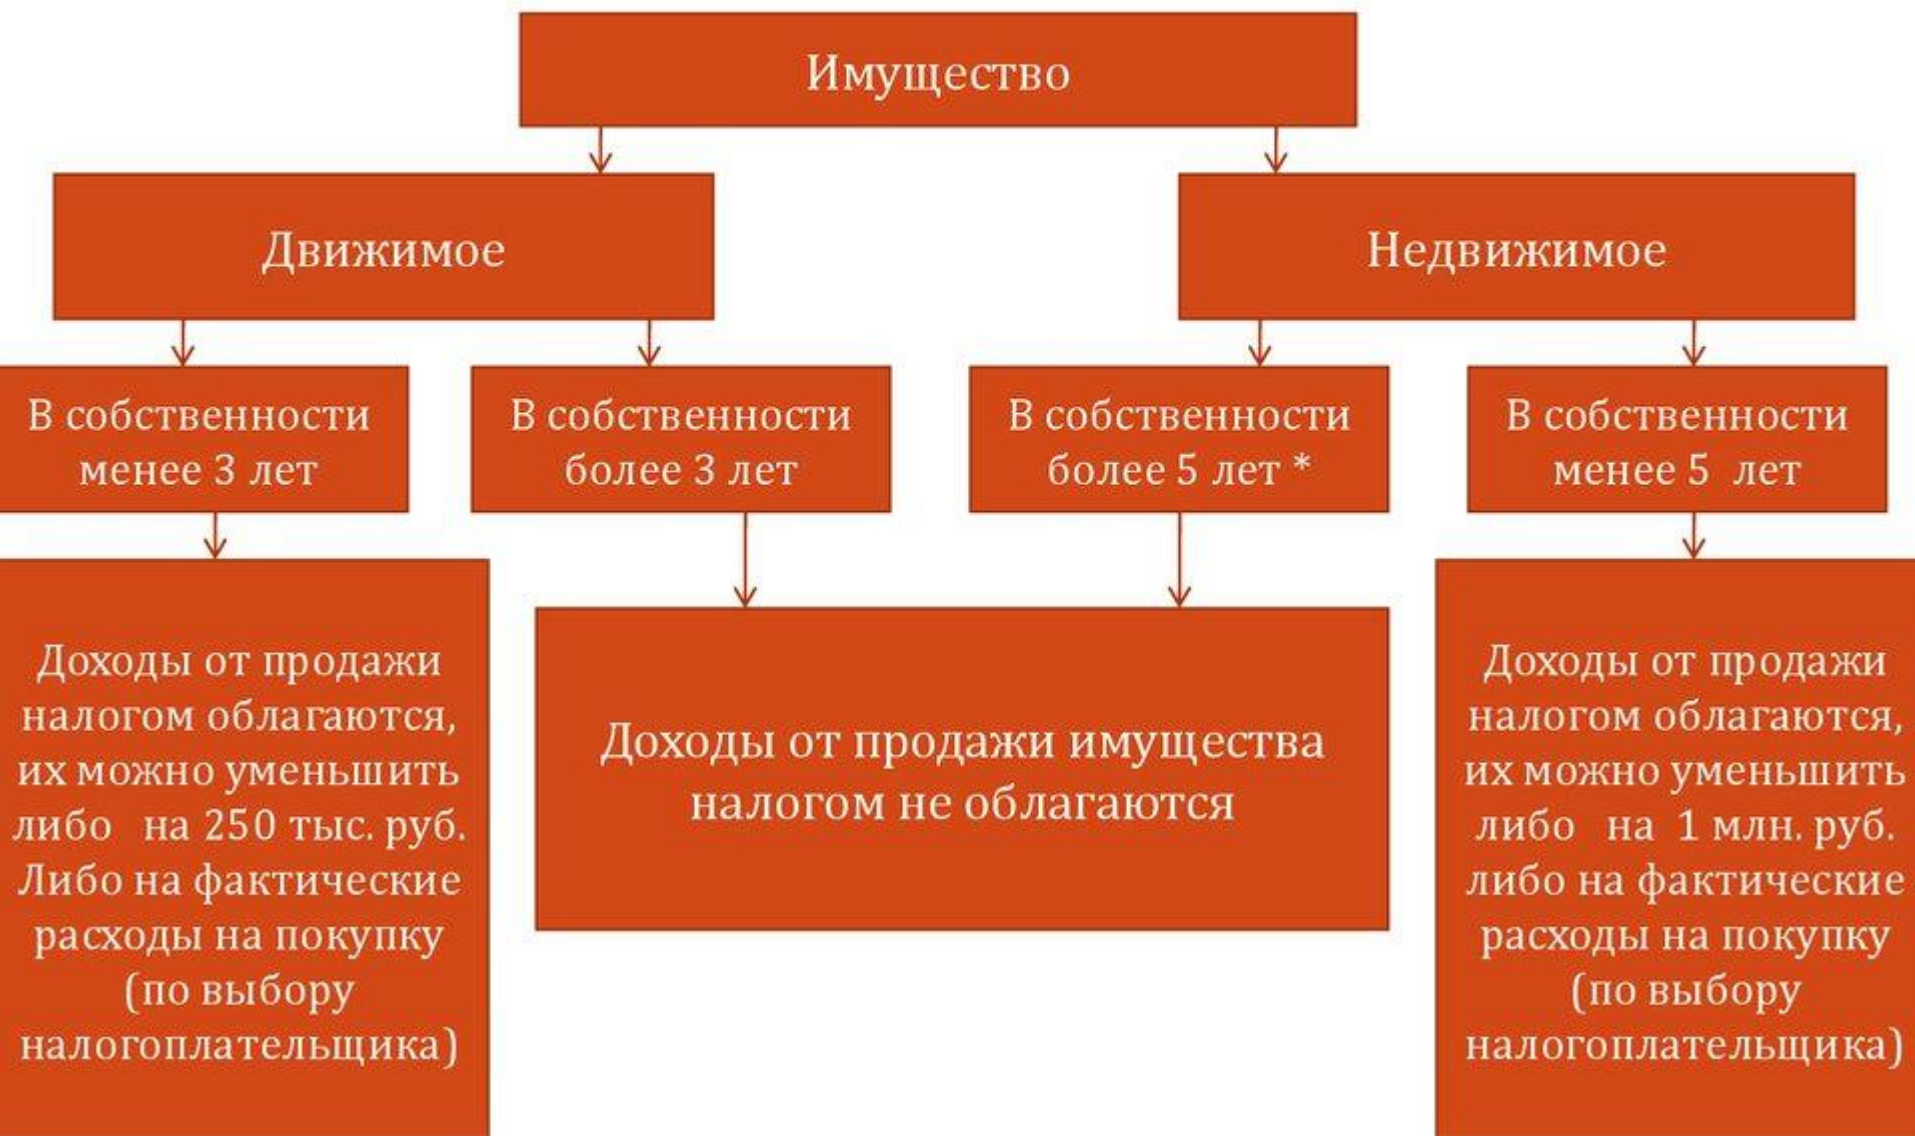 Имущество
Движимое
Недвижимое
В собственности
менее 3 лет
В собственности
более 3 лет
В собственности
более 5 лет *
В собственности
менее 5 лет
Доходы от продажи
налогом облагаются,
их можно уменьшить
либо на 250 тыс. руб.
Либо на фактические
расходы на покупку
(по выбору
налогоплательщика)
Доходы от продажи имущества
налогом не облагаются
Доходы от продажи
налогом облагаются,
их можно уменьшить
либо на 1 млн. руб.
либо на фактические
расходы на покупку
(по выбору
налогоплательщика)